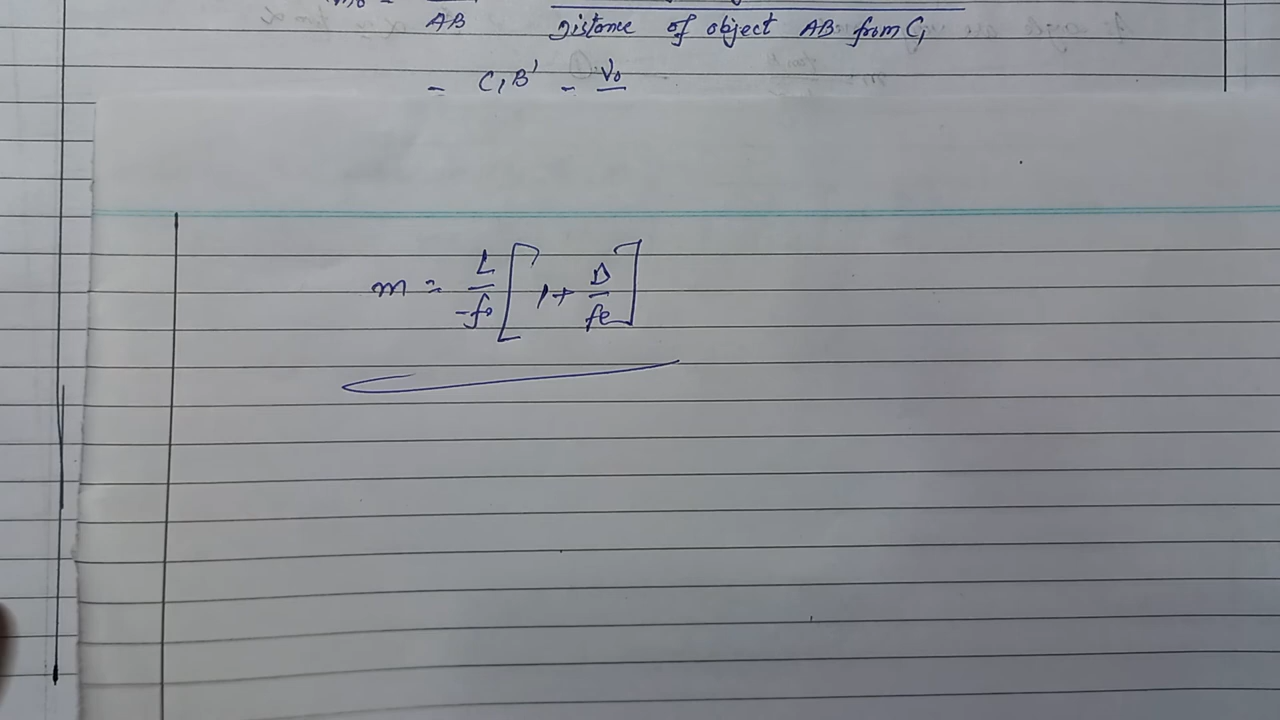 AB Distance of object AB from C₁
= C₁B' = V₀
m = L/-f₀ [1 + D/fe]